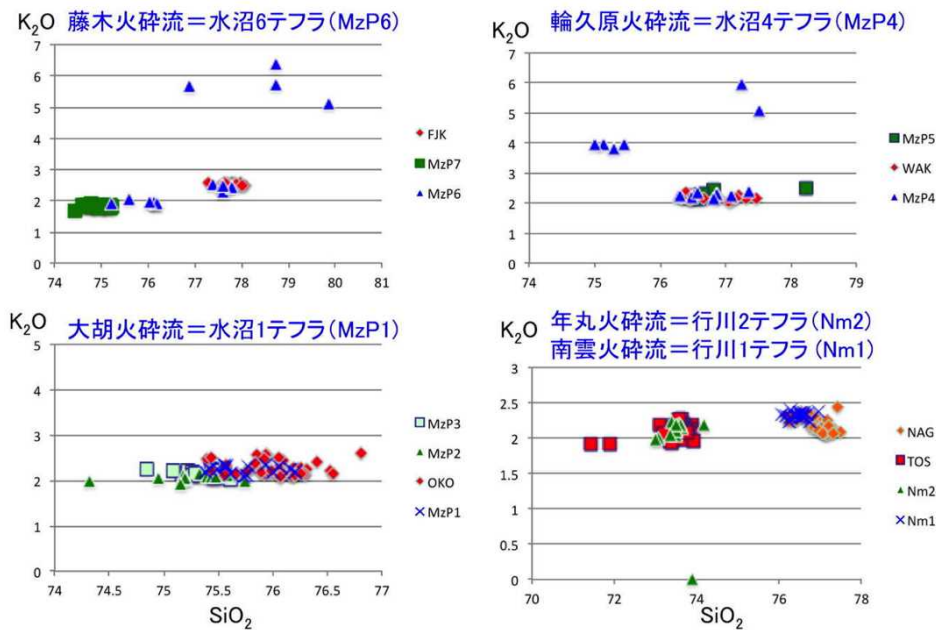 K2O 藤木火砕流＝水沼6テフラ(MzP6)
7
6
5
4
3
2
1
0
74 75 76 77 78 79 80 81
FJK
MzP7
MzP6
K2O 輪久原火砕流＝水沼4テフラ(MzP4)
7
6
5
4
3
2
1
0
74 75 76 77 78 79
MzP5
WAK
MzP4
K2O 大胡火砕流＝水沼1テフラ(MzP1)
5
4
3
2
1
0
74 74.5 75 75.5 76 76.5 77
SiO2
MzP3
MzP2
OKO
MzP1
K2O 年丸火砕流＝行川2テフラ(Nm2)
南雲火砕流＝行川1テフラ(Nm1)
3
2.5
2
1.5
1
0.5
0
70 72 74 76 78
SiO2
NAG
TOS
Nm2
Nm1